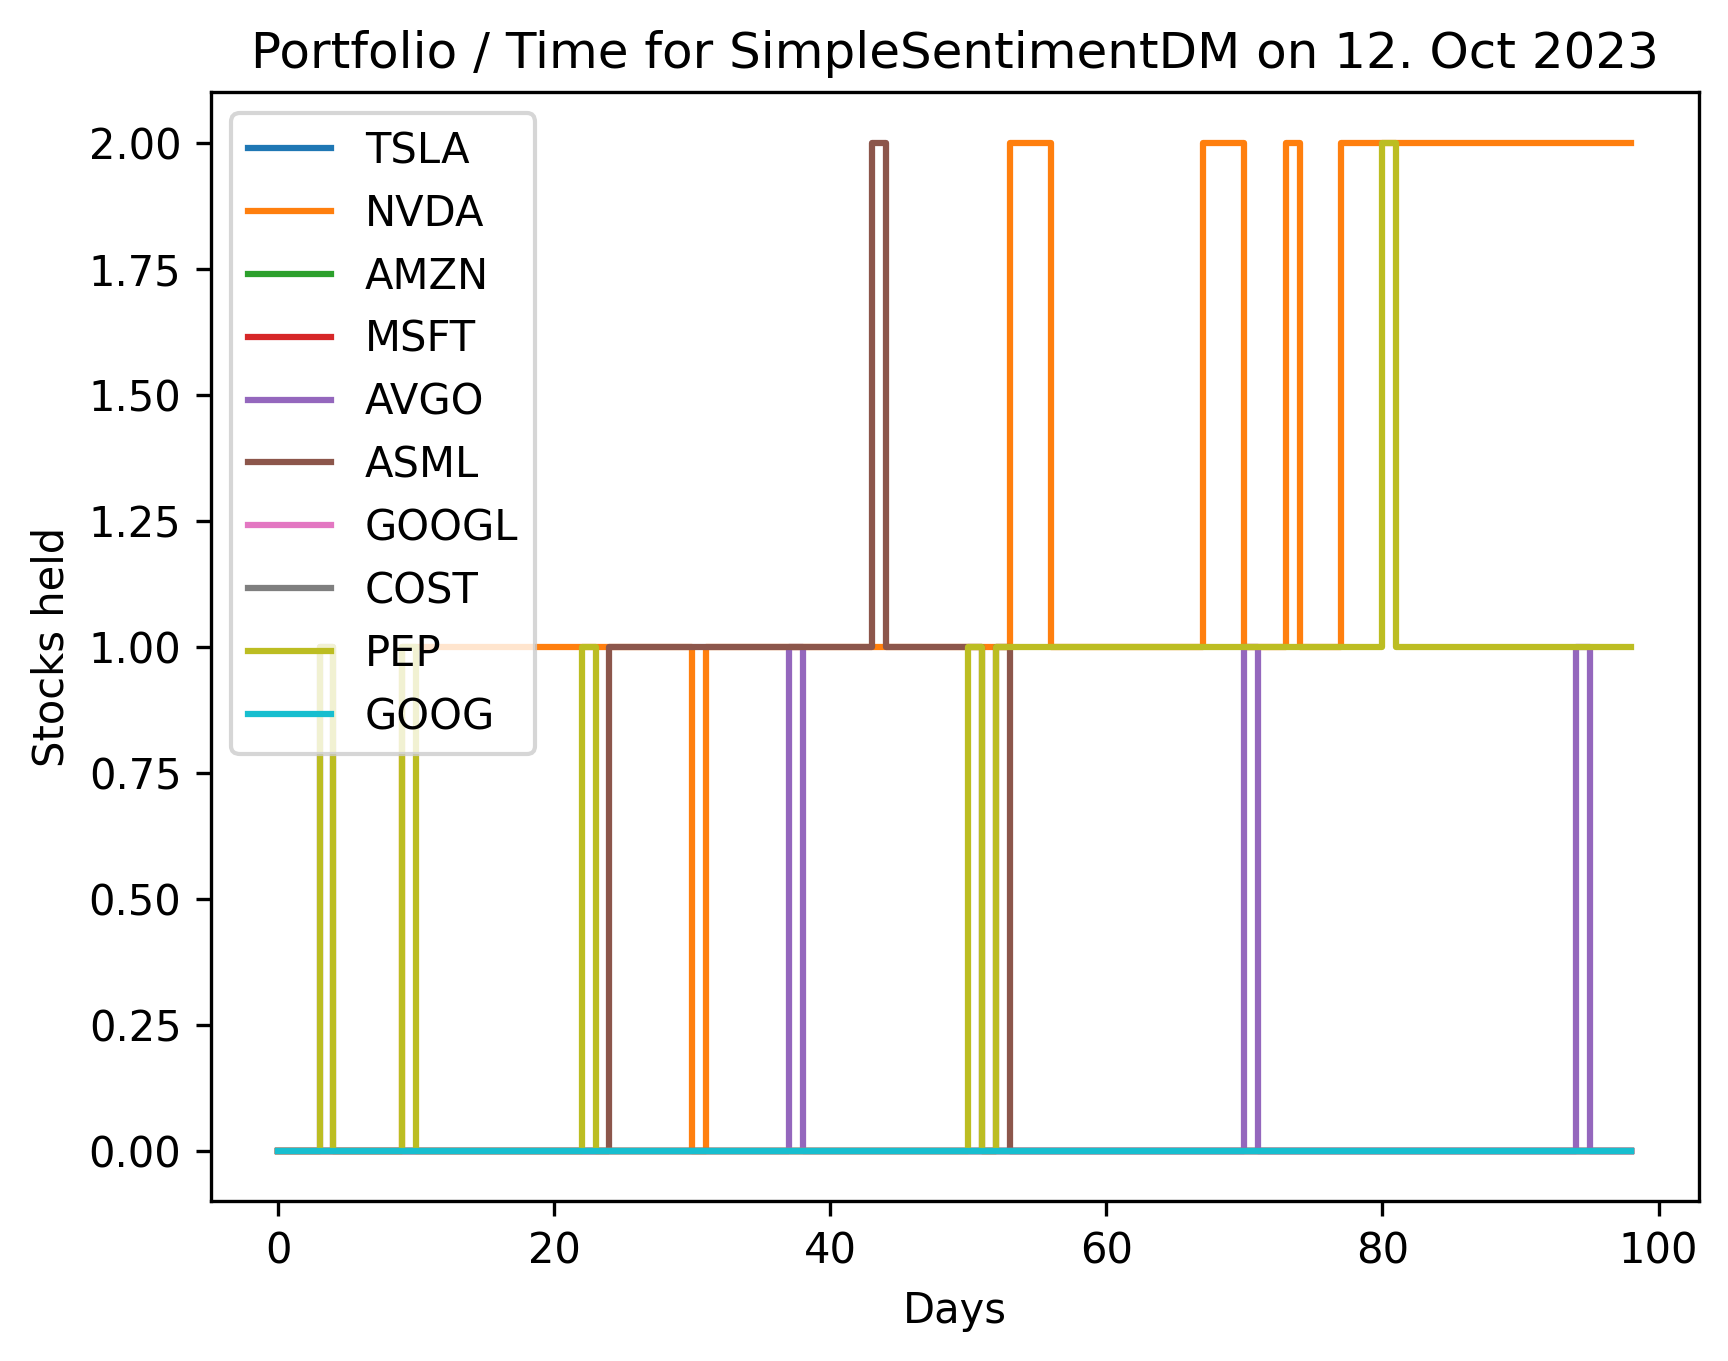 Portfolio / Time for SimpleSentimentDM on 12. Oct 2023
TSLA
NVDA
AMZN
MSFT
AVGO
ASML
GOOGL
COST
PEP
GOOG
Stocks held
2.00
1.75
1.50
1.25
1.00
0.75
0.50
0.25
0.00
0 20 40 60 80 100
Days